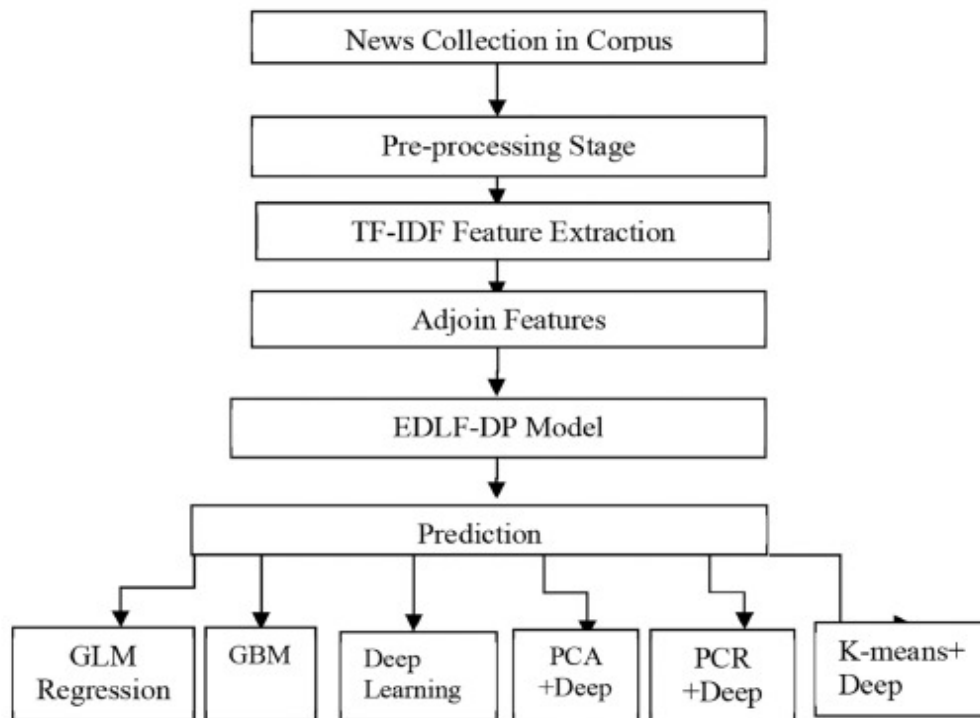 News Collection in Corpus
Pre-processing Stage
TF-IDF Feature Extraction
Adjoin Features
EDLF-DP Model
Prediction
GLM
Regression
GBM
Deep
Learning
PCA
+Deep
PCR
+Deep
K-means+
Deep